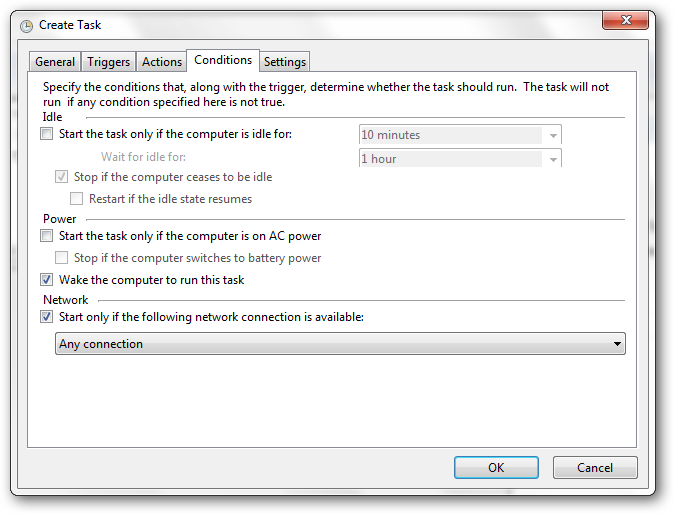 Create Task
General Triggers Actions Conditions Settings
Specify the conditions that, along with the trigger, determine whether the task should run.  The task will not
run  if any condition specified here is not true.
Idle
Start the task only if the computer is idle for: 10 minutes
Wait for idle for: 1 hour
Stop if the computer ceases to be idle
Restart if the idle state resumes
Power
Start the task only if the computer is on AC power
Stop if the computer switches to battery power
Wake the computer to run this task
Network
Start only if the following network connection is available:
Any connection
OK Cancel